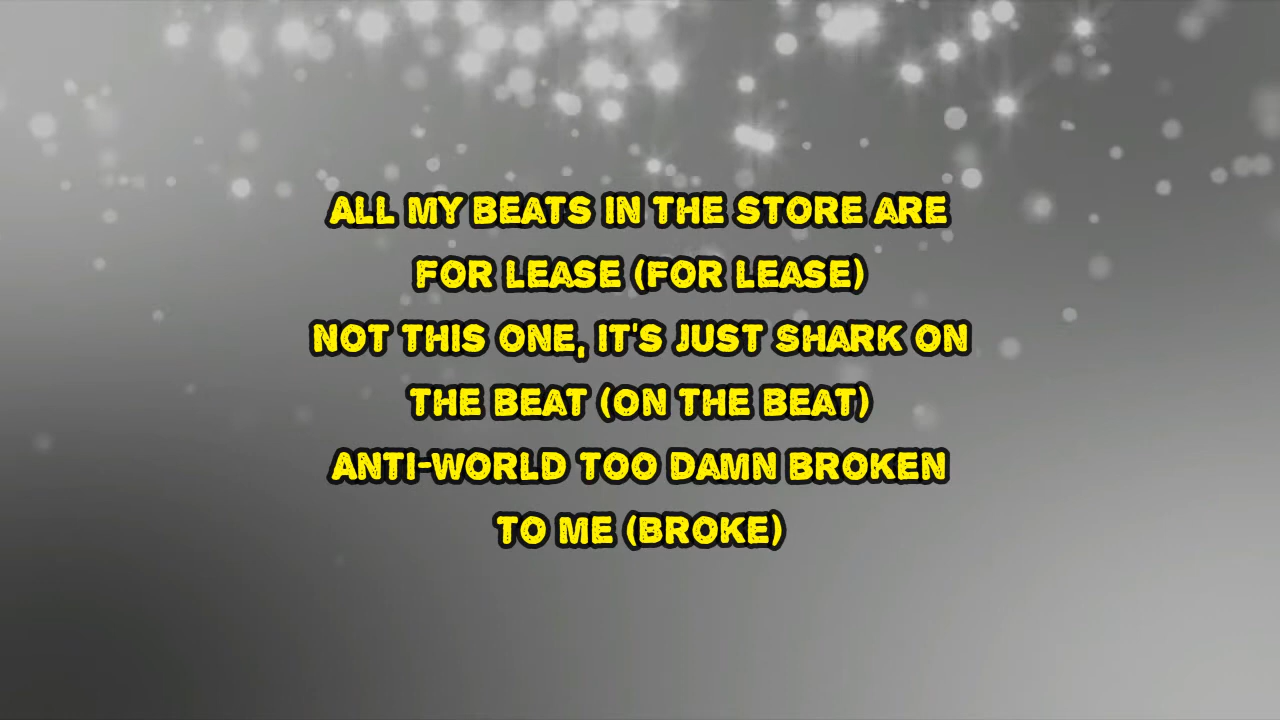 ALL MY BEATS IN THE STORE ARE
FOR LEASE (FOR LEASE)
NOT THIS ONE, IT'S JUST SHARK ON
THE BEAT (ON THE BEAT)
ANTI-WORLD TOO DAMN BROKEN
TO ME (BROKE)